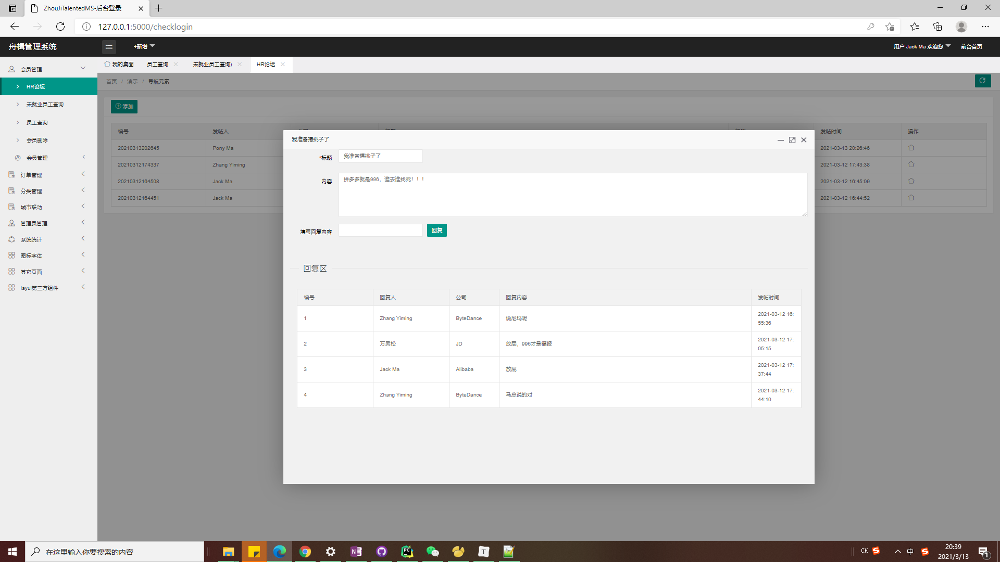 ZhouJiTalentedMS-后台登录
127.0.0.1:5000/checklogin
舟楫管理系统
+新增
用户 Jack Ma 欢迎您
前台首页
会员管理
我的桌面
员工查询
未就业员工查询)
HR论坛
首页 / 演示 / 导航元素
HR论坛
未就业员工查询
员工查询
会员删除
会员管理
订单管理
分类管理
城市联动
管理员管理
系统统计
图标字体
其它页面
layui第三方组件
添加
编号 发帖人 发帖时间 操作
20210313202645 Pony Ma 2021-03-13 20:26:46
20210312174337 Zhang Yiming 2021-03-12 17:43:38
20210312164508 Jack Ma 2021-03-12 16:45:09
20210312164451 Jack Ma 2021-03-12 16:44:52
我准备撂挑子了
*标题 我准备撂挑子了
内容 拼多多就是996，谁去谁找死！！！
填写回复内容 回复
回复区
编号 回复人 公司 回复内容 发帖时间
1 Zhang Yiming ByteDance 说尼玛呢 2021-03-12 16:
55:36
2 万灵松 JD 放屁，996才是福报 2021-03-12 17:
05:15
3 Jack Ma Alibaba 放屁 2021-03-12 17:
37:44
4 Zhang Yiming ByteDance 马总说的对 2021-03-12 17:
44:10
在这里输入你要搜索的内容
CH
中
20:39
2021/3/13
1